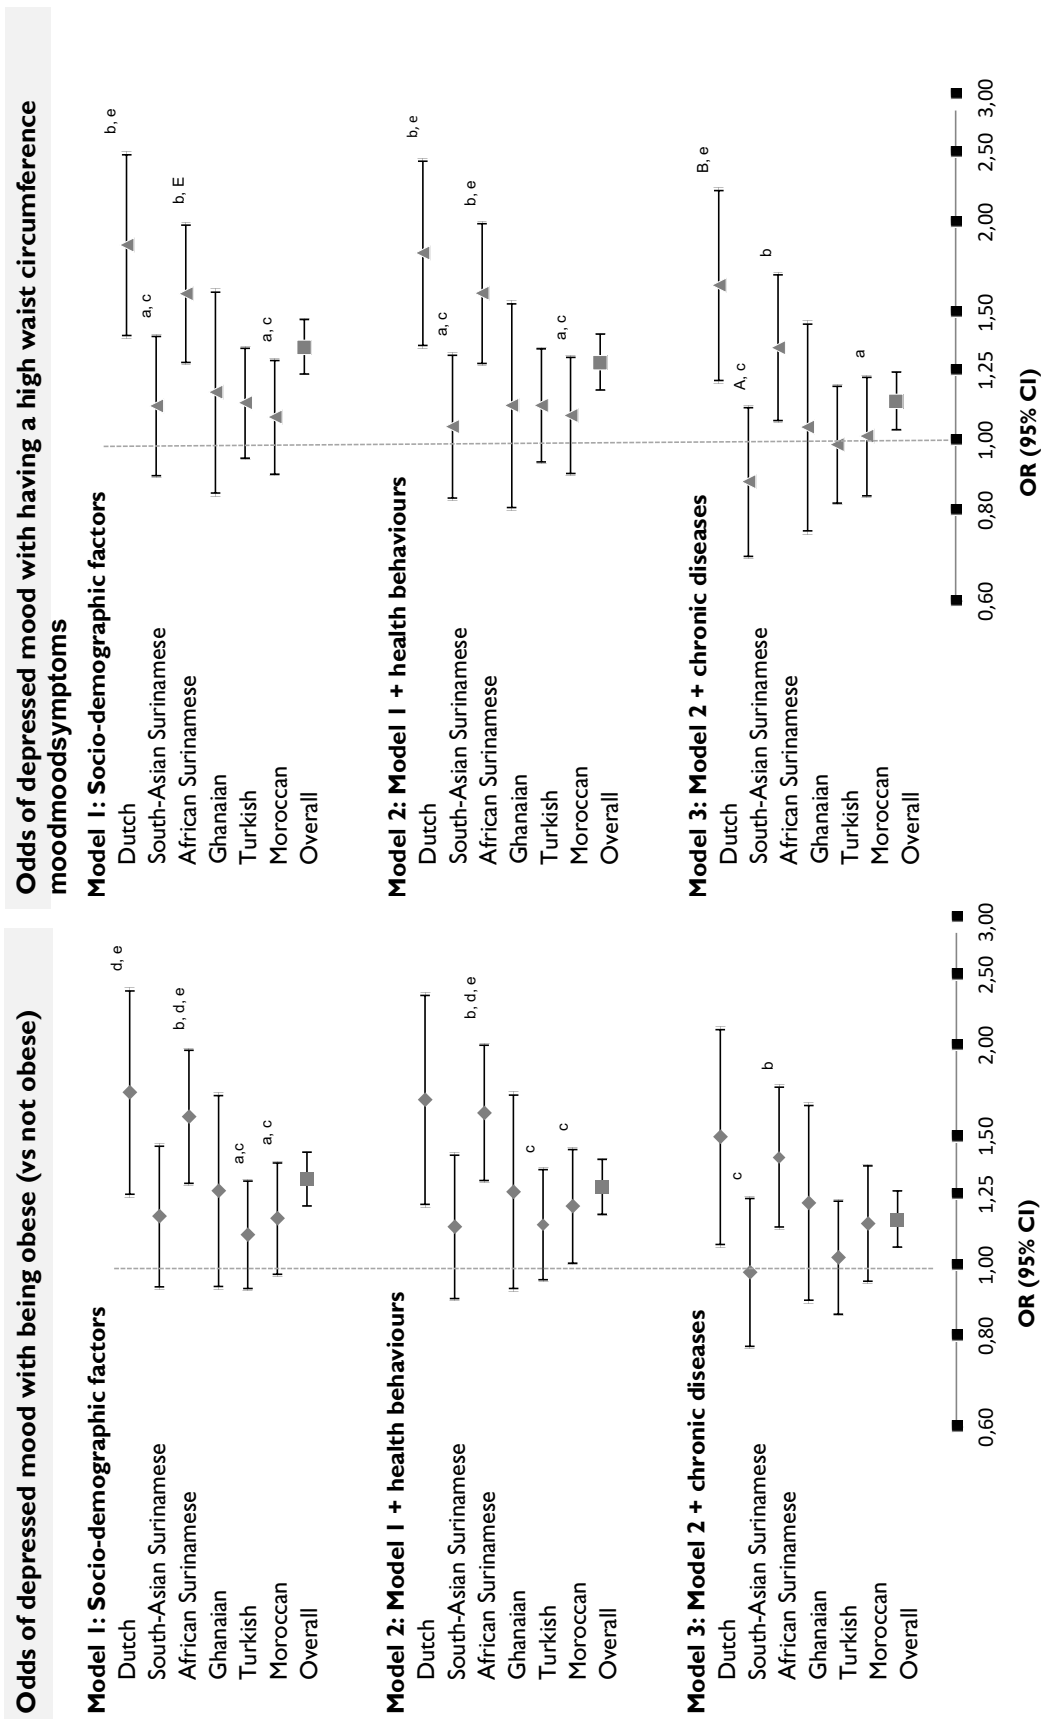 Odds of depressed mood with being obese (vs not obese)
Model 1: Socio-demographic factors
Dutch
d, e
South-Asian Surinamese
African Surinamese
b, d, e
Ghanaian
Turkish
a,c
Moroccan
a, c
Overall
Model 2: Model 1 + health behaviours
Dutch
South-Asian Surinamese
African Surinamese
b, d, e
Ghanaian
Turkish
c
Moroccan
c
Overall
Model 3: Model 2 + chronic diseases
Dutch
South-Asian Surinamese
c
African Surinamese
b
Ghanaian
Turkish
Moroccan
Overall
0,60 0,80 1,00 1,25 1,50 2,00 2,50 3,00
OR (95% CI)
Odds of depressed mood with having a high waist circumference
moodmoodsymptoms
Model 1: Socio-demographic factors
Dutch
b, e
South-Asian Surinamese
a, c
African Surinamese
b, E
Ghanaian
Turkish
Moroccan
a, c
Overall
Model 2: Model 1 + health behaviours
Dutch
b, e
South-Asian Surinamese
a, c
African Surinamese
b, e
Ghanaian
Turkish
Moroccan
a, c
Overall
Model 3: Model 2 + chronic diseases
Dutch
B, e
South-Asian Surinamese
A, c
African Surinamese
b
Ghanaian
Turkish
Moroccan
a
Overall
0,60 0,80 1,00 1,25 1,50 2,00 2,50 3,00
OR (95% CI)